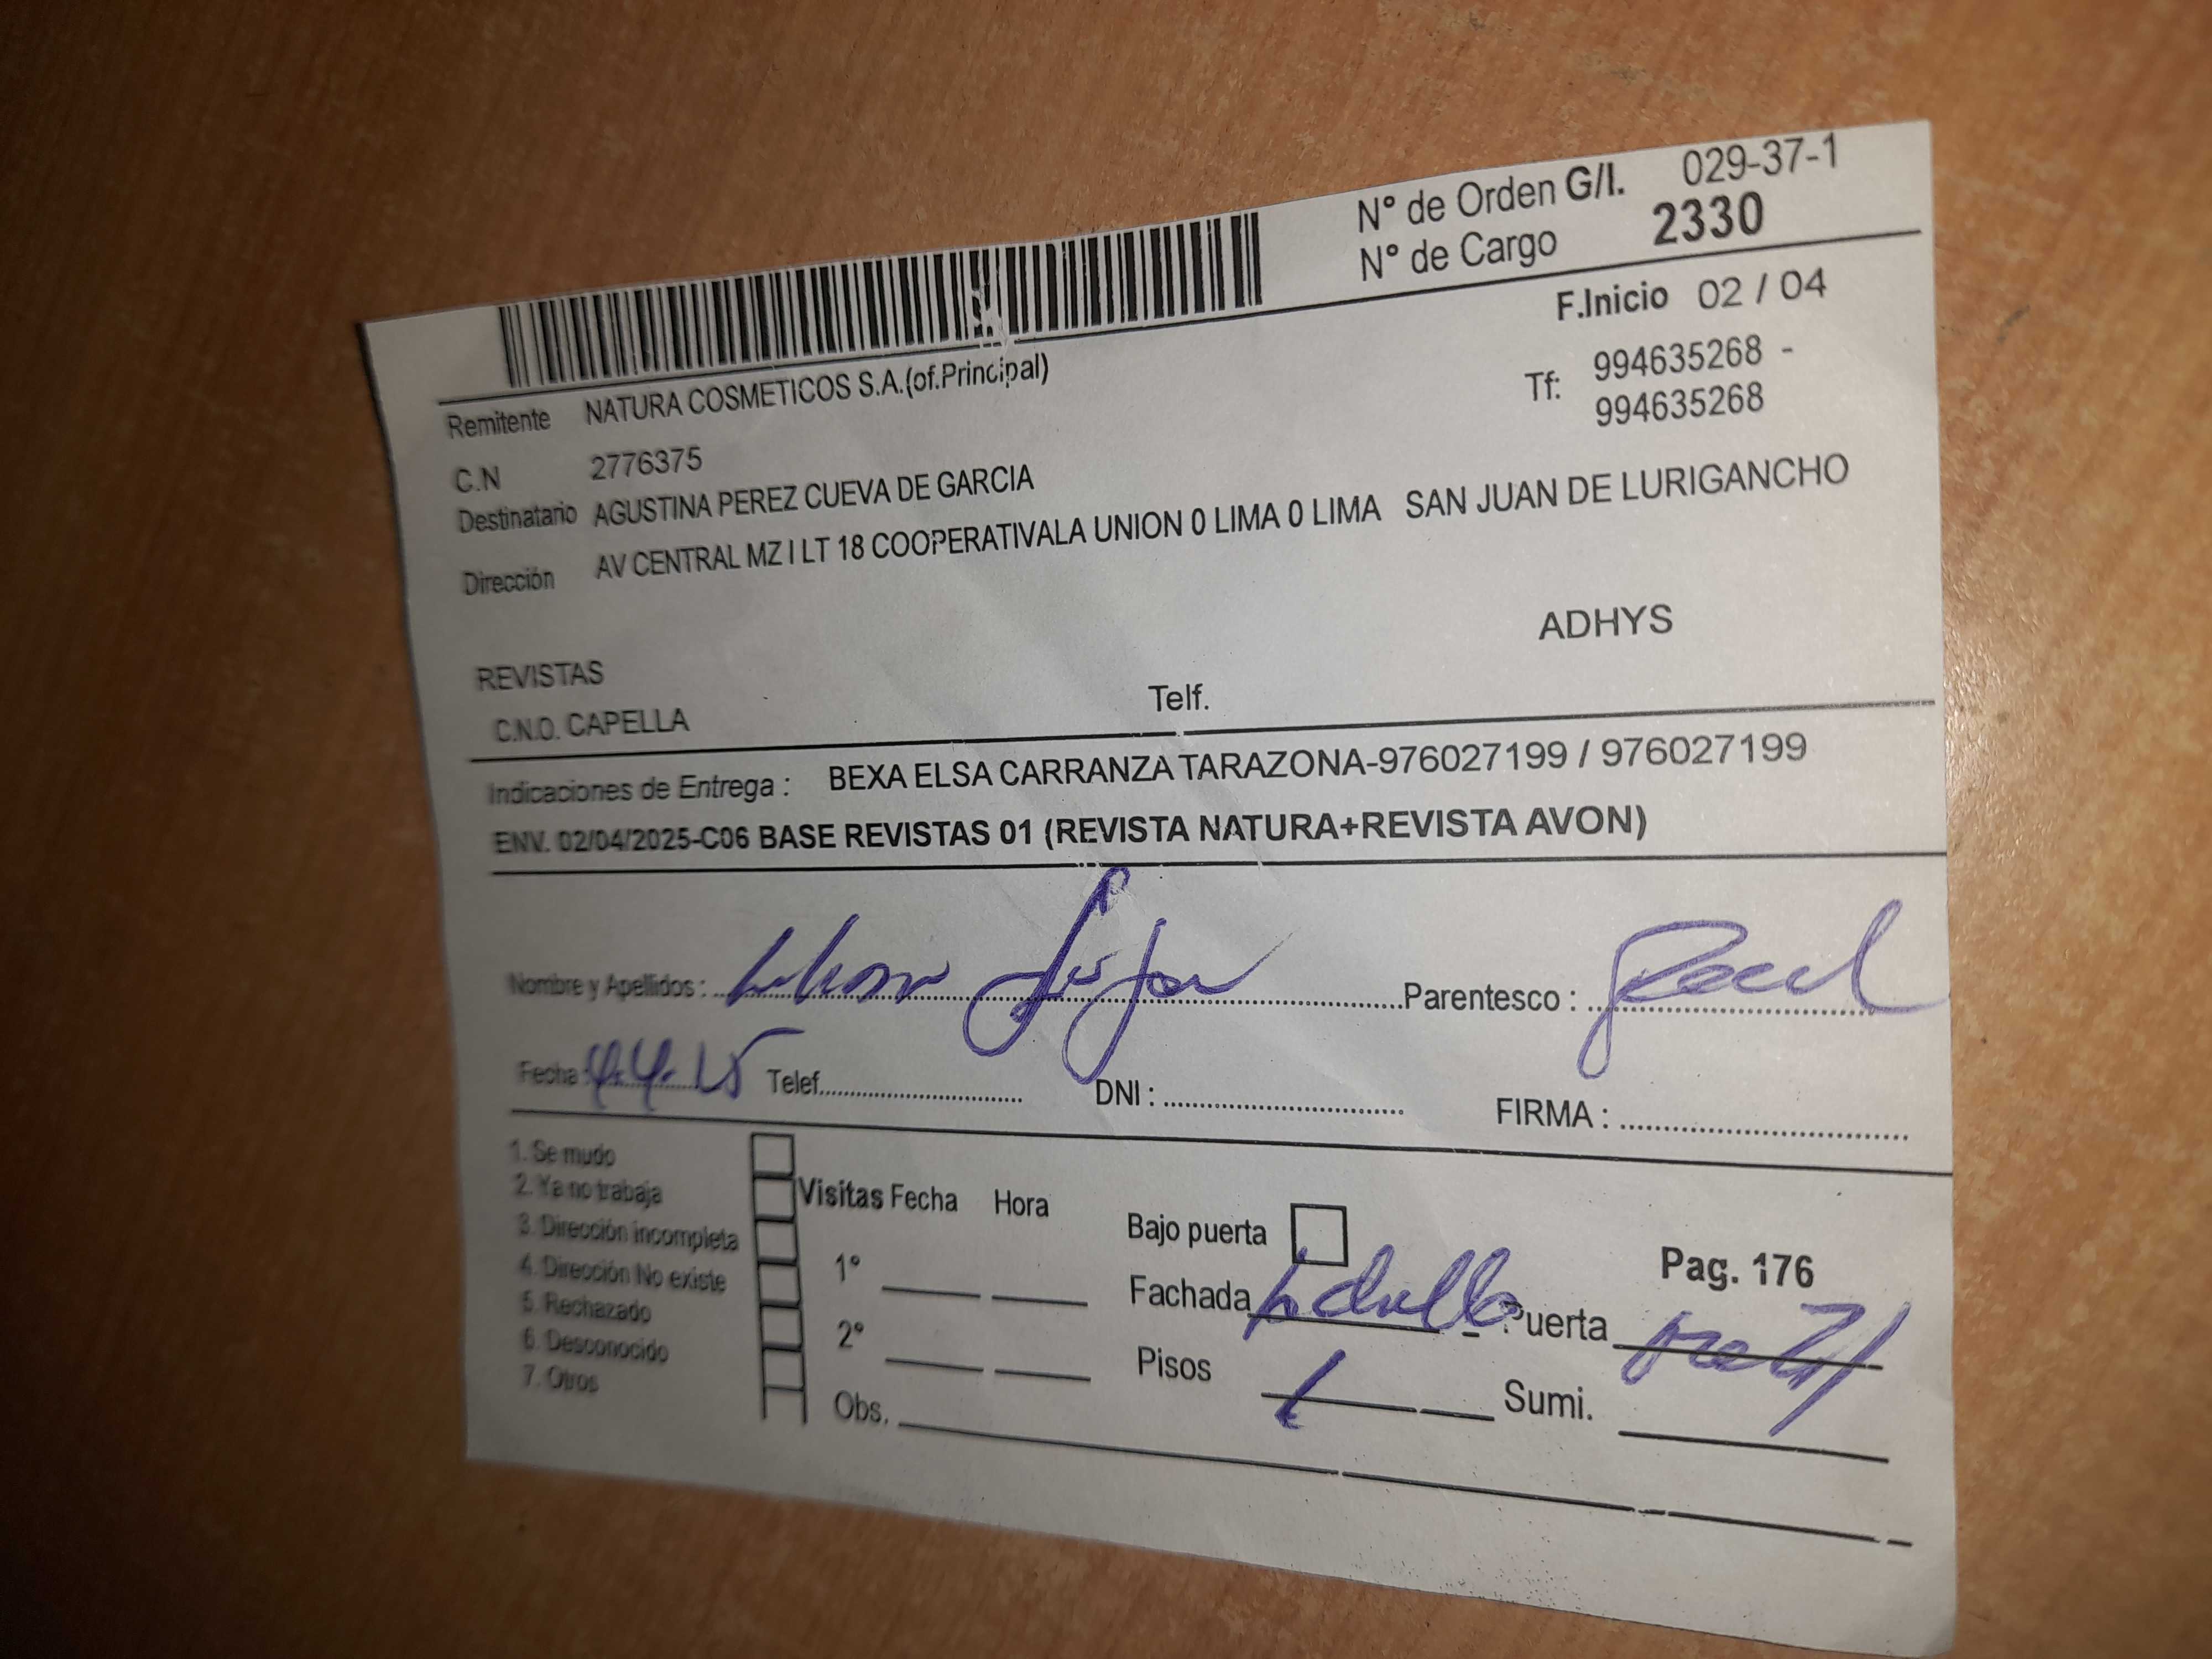 Nº de Orden G/I. 029-37-1
Nº de Cargo 2330
F.Inicio 02 / 04
Remitente NATURA COSMETICOS S.A.(of.Principal)
Tf: 994635268 -
994635268
C.N 2776375
Destinatario AGUSTINA PEREZ CUEVA DE GARCIA
Dirección AV CENTRAL MZ I LT 18 COOPERATIVALA UNION 0 LIMA 0 LIMA SAN JUAN DE LURIGANCHO
ADHYS
REVISTAS
C.N.O. CAPELLA Telf.
Indicaciones de Entrega : BEXA ELSA CARRANZA TARAZONA-976027199 / 976027199
ENV. 02/04/2025-C06 BASE REVISTAS 01 (REVISTA NATURA+REVISTA AVON)
Nombre y Apellidos : Parentesco :
Fecha : Telef. DNI : FIRMA :
1. Se mudo
2. Ya no trabaja
3. Dirección incompleta
4. Dirección No existe
5. Rechazado
6. Desconocido
7. Otros
Visitas Fecha Hora
1º
2º
Obs.
Bajo puerta
Pag. 176
Fachada Ladrillo Puerta
Pisos 1 Sumi.